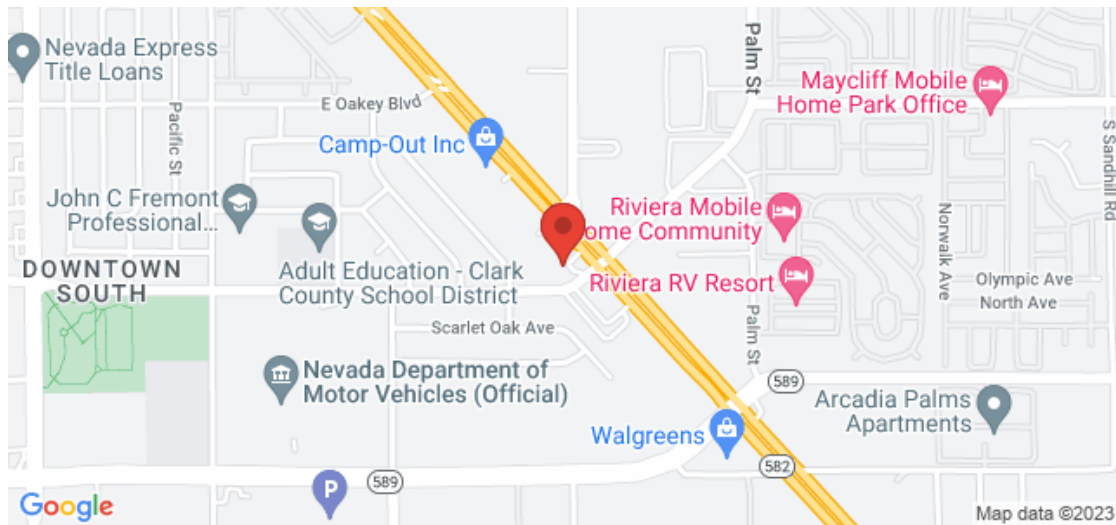 Nevada Express
Title Loans
Palm St
Maycliff Mobile
Home Park Office
E Oakey Blvd
Pacific St
Camp-Out Inc
S Sandhill Rd
John C Fremont
Professional...
Riviera Mobile
ome Community
Norwalk Ave
DOWNTOWN
SOUTH
Adult Education - Clark
County School District
Riviera RV Resort
Olympic Ave
North Ave
Scarlet Oak Ave
Palm St
Nevada Department of
Motor Vehicles (Official)
589
Arcadia Palms
Apartments
Walgreens
582
589
P
Google
Map data ©2023